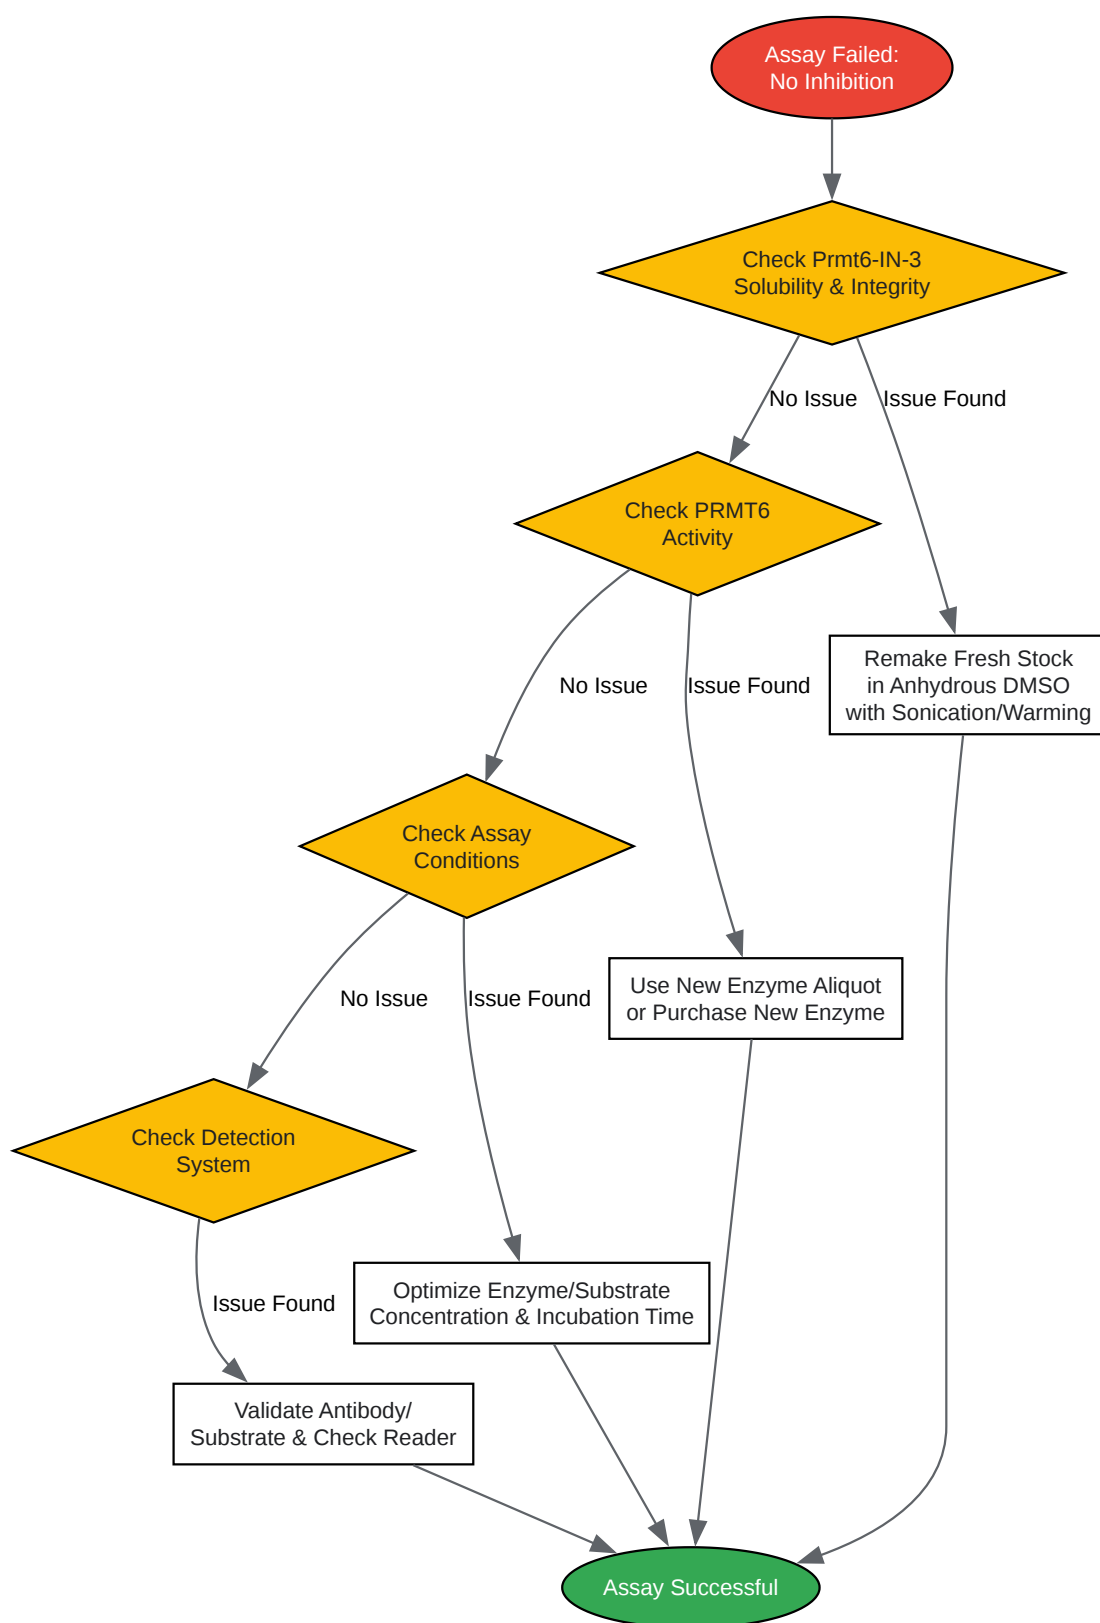 Assay Failed:
No Inhibition
Check Prmt6-IN-3
Solubility & Integrity
No Issue
Issue Found
Check PRMT6
Activity
Remake Fresh Stock
in Anhydrous DMSO
with Sonication/Warming
No Issue
Issue Found
Check Assay
Conditions
Use New Enzyme Aliquot
or Purchase New Enzyme
No Issue
Issue Found
Check Detection
System
Optimize Enzyme/Substrate
Concentration & Incubation Time
Issue Found
Validate Antibody/
Substrate & Check Reader
Assay Successful